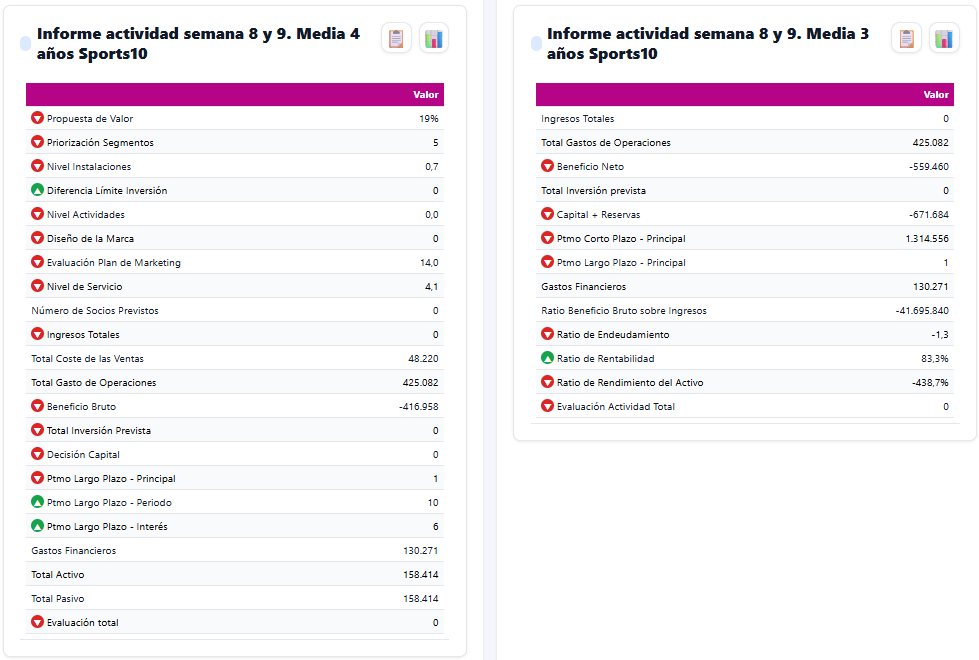 Informe actividad semana 8 y 9. Media 4
años Sports10
Valor
Propuesta de Valor 19%
Priorización Segmentos 5
Nivel Instalaciones 0,7
Diferencia Límite Inversión 0
Nivel Actividades 0,0
Diseño de la Marca 0
Evaluación Plan de Marketing 14,0
Nivel de Servicio 4,1
Número de Socios Previstos 0
Ingresos Totales 0
Total Coste de las Ventas 48.220
Total Gasto de Operaciones 425.082
Beneficio Bruto -416.958
Total Inversión Prevista 0
Decisión Capital 0
Ptmo Largo Plazo - Principal 1
Ptmo Largo Plazo - Periodo 10
Ptmo Largo Plazo - Interés 6
Gastos Financieros 130.271
Total Activo 158.414
Total Pasivo 158.414
Evaluación total 0
Informe actividad semana 8 y 9. Media 3
años Sports10
Valor
Ingresos Totales 0
Total Gastos de Operaciones 425.082
Beneficio Neto -559.460
Total Inversión prevista 0
Capital + Reservas -671.684
Ptmo Corto Plazo - Principal 1.314.556
Ptmo Largo Plazo - Principal 1
Gastos Financieros 130.271
Ratio Beneficio Bruto sobre Ingresos -41.695.840
Ratio de Endeudamiento -1,3
Ratio de Rentabilidad 83,3%
Ratio de Rendimiento del Activo -438,7%
Evaluación Actividad Total 0